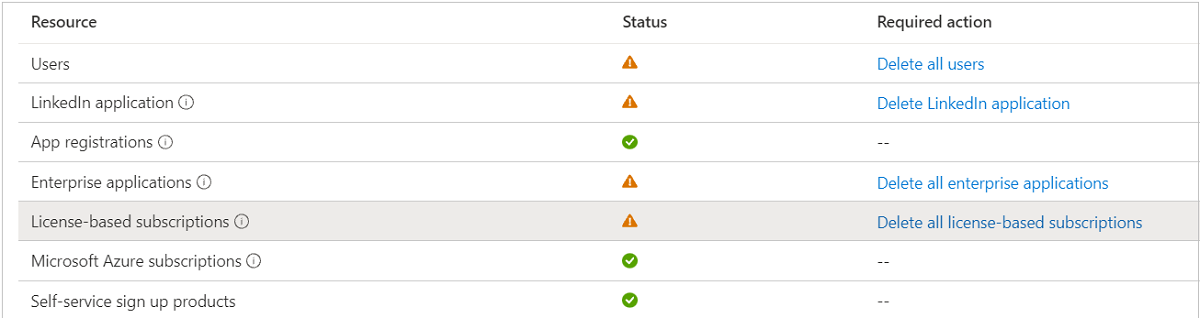 Resource Status Required action
Users Delete all users
LinkedIn application Delete LinkedIn application
App registrations --
Enterprise applications Delete all enterprise applications
License-based subscriptions Delete all license-based subscriptions
Microsoft Azure subscriptions --
Self-service sign up products --